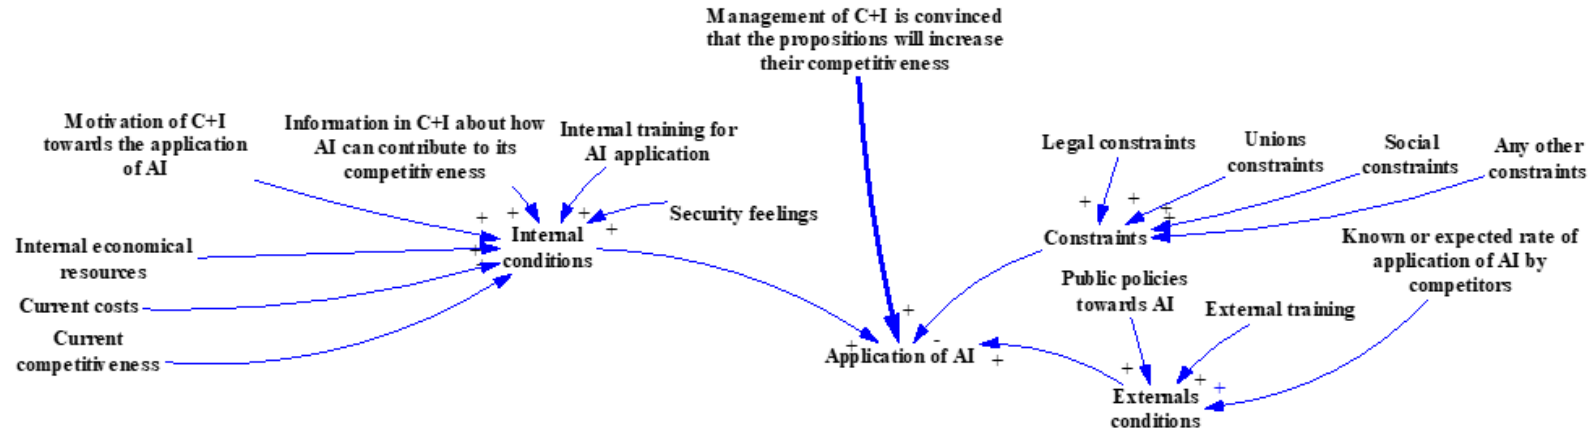 Management of C+I is convinced
that the propositions will increase
their competitiveness
Motivation of C+I
towards the application
of AI
Information in C+I about how
AI can contribute to its
competitiveness
Internal training for
AI application
Security feelings
Internal economical
resources
Current costs
Current
competitiveness
Internal
conditions
Legal constraints
Unions
constraints
Social
constraints
Any other
constraints
Constraints
Known or expected rate of
application of AI by
competitors
Public policies
towards AI
External training
Application of AI
Externals
conditions
+
+
+
+
+
+
+
+
+
+
+
-
+
+
+
+